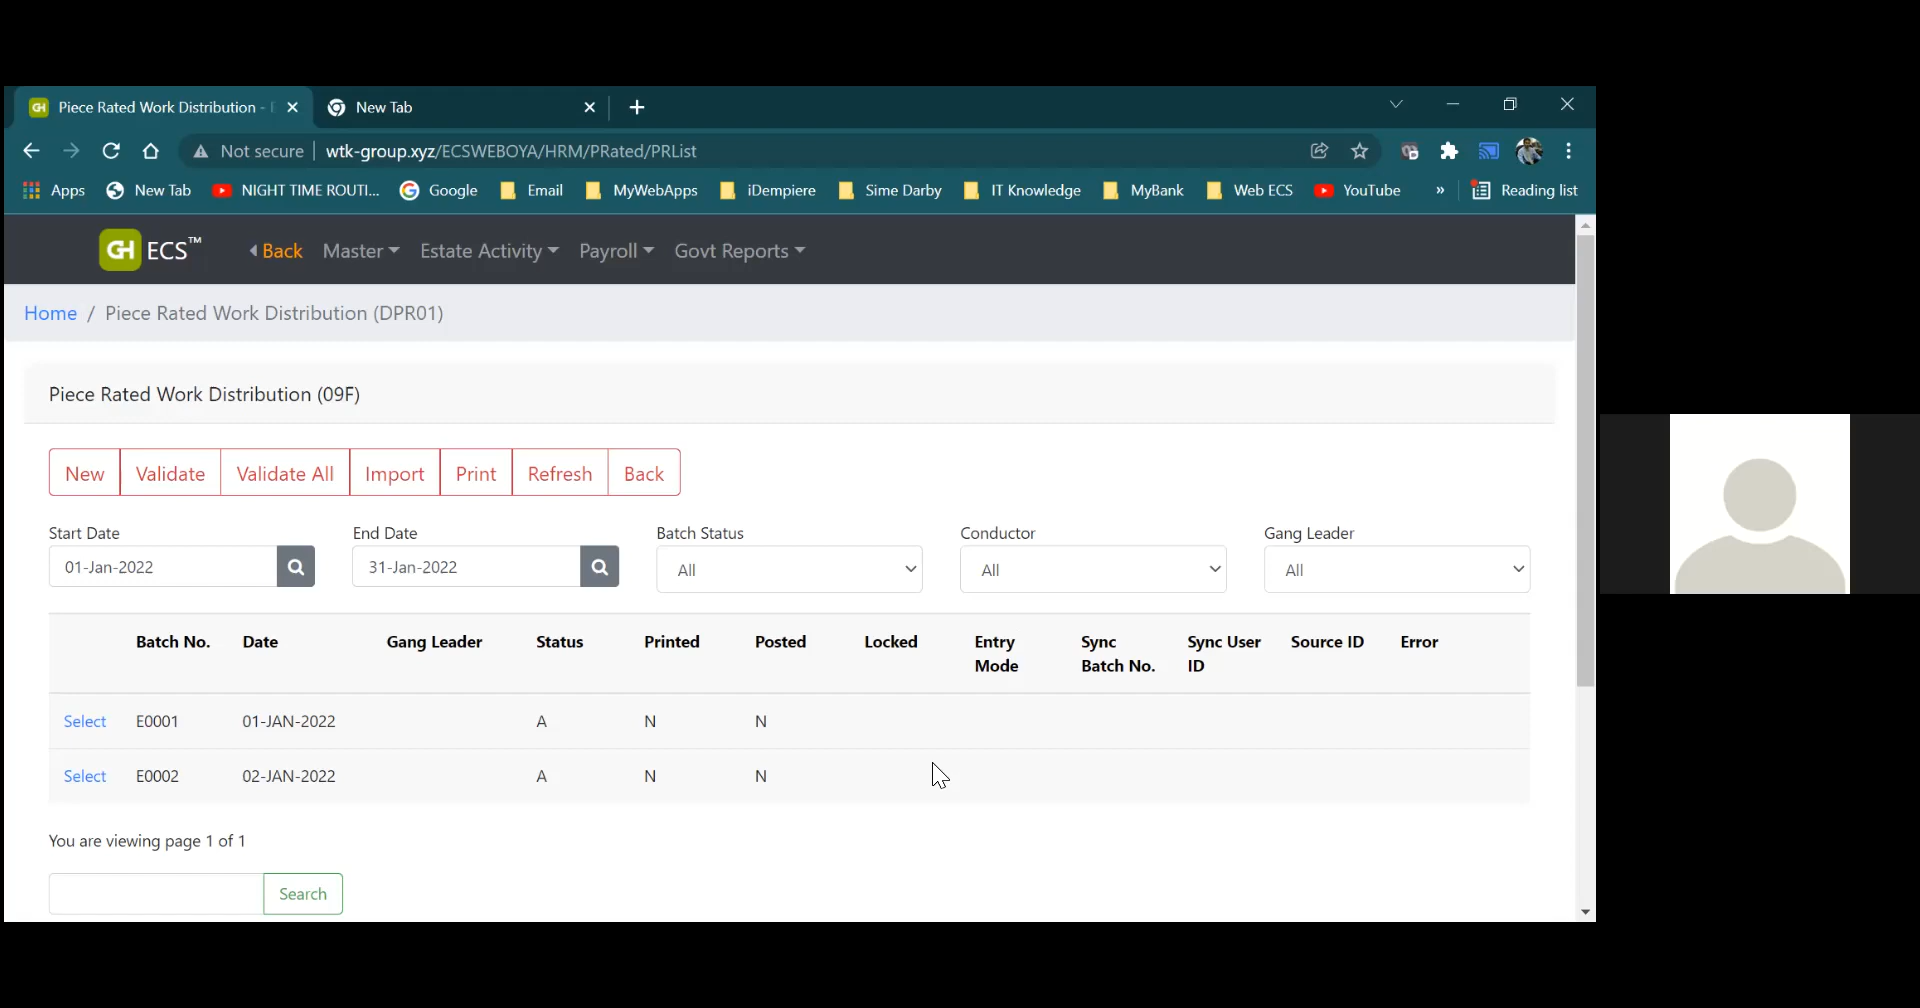 Piece Rated Work Distribution -
New Tab
Not secure
wtk-group.xyz/ECSWEBOYA/HRM/PRated/PRList
Apps
New Tab
NIGHT TIME ROUTI...
Google
Email
MyWebApps
iDempiere
Sime Darby
IT Knowledge
MyBank
Web ECS
YouTube
»
Reading list
GH ECS™
Back
Master
Estate Activity
Payroll
Govt Reports
Home / Piece Rated Work Distribution (DPR01)
Piece Rated Work Distribution (09F)
New Validate Validate All Import Print Refresh Back
Start Date End Date Batch Status Conductor Gang Leader
01-Jan-2022 31-Jan-2022 All All All
Batch No. Date Gang Leader Status Printed Posted Locked Entry Mode Sync Batch No. Sync User ID Source ID Error
Select E0001 01-JAN-2022 A N N
Select E0002 02-JAN-2022 A N N
You are viewing page 1 of 1
Search